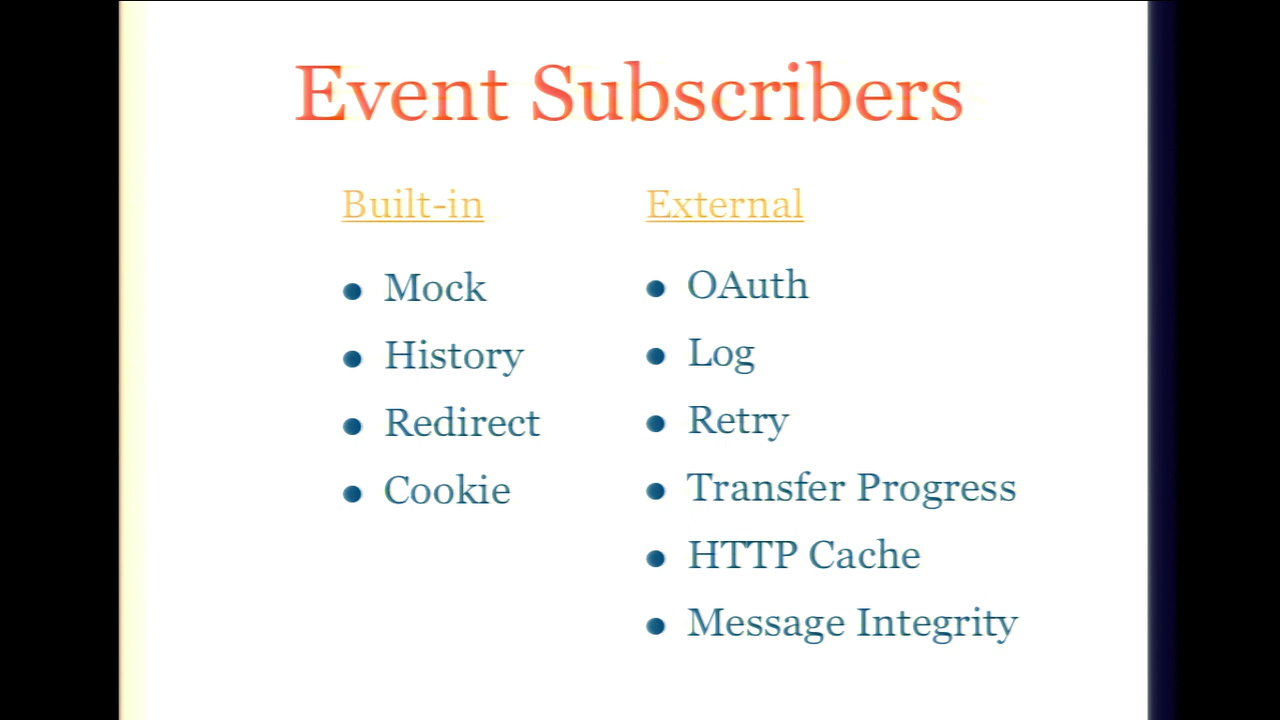 Event Subscribers
Built-in
• Mock
• History
• Redirect
• Cookie
External
• OAuth
• Log
• Retry
• Transfer Progress
• HTTP Cache
• Message Integrity